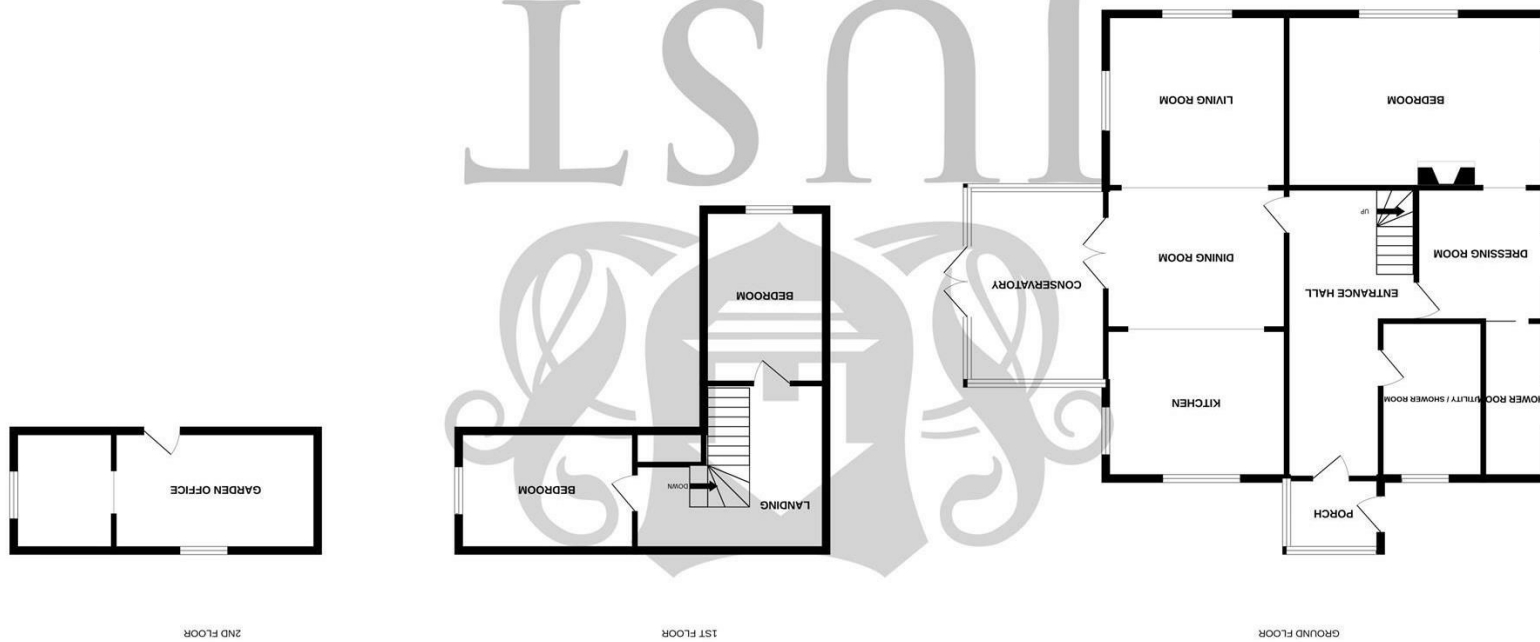 GROUND FLOOR
PORCH
UTILITY / SHOWER ROOM
KITCHEN
ENTRANCE HALL
CONSERVATORY
DRESSING ROOM
DINING ROOM
UP
BEDROOM
LIVING ROOM
1ST FLOOR
LANDING
DOWN
BEDROOM
BEDROOM
2ND FLOOR
GARDEN OFFICE
JUST